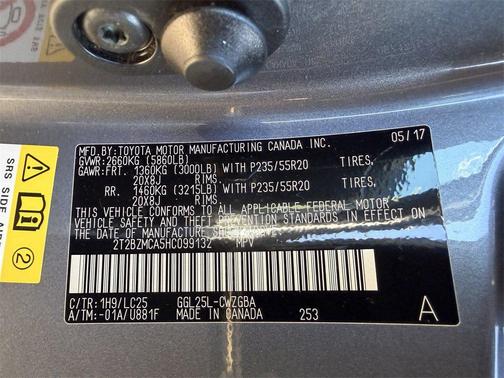 MFD.BY:TOYOTA MOTOR MANUFACTURING CANADA INC. 05/17
GVWR:2660KG (5860LB)
GAWR:FRT. 1360KG (3000LB) WITH P235/55R20 TIRES,
20X8J
RR. 1460KG (3215LB) WITH P235/55R20 TIRES,
20X8J
THIS VEHICLE CONFORMS TO ALL APPLICABLE FEDERAL MOTOR
VEHICLE SAFETY AND THEFT PREVENTION STANDARDS IN EFFECT
ON THE DATE OF MANUFACTURE SHOWN ABOVE.
2T2BZMCA5HC099132 MPV
C/TR:1H9/LC25 GGL25L-CWZGBA
A/TM:-01A/U881F MADE IN CANADA 253 A
SRS SIDE